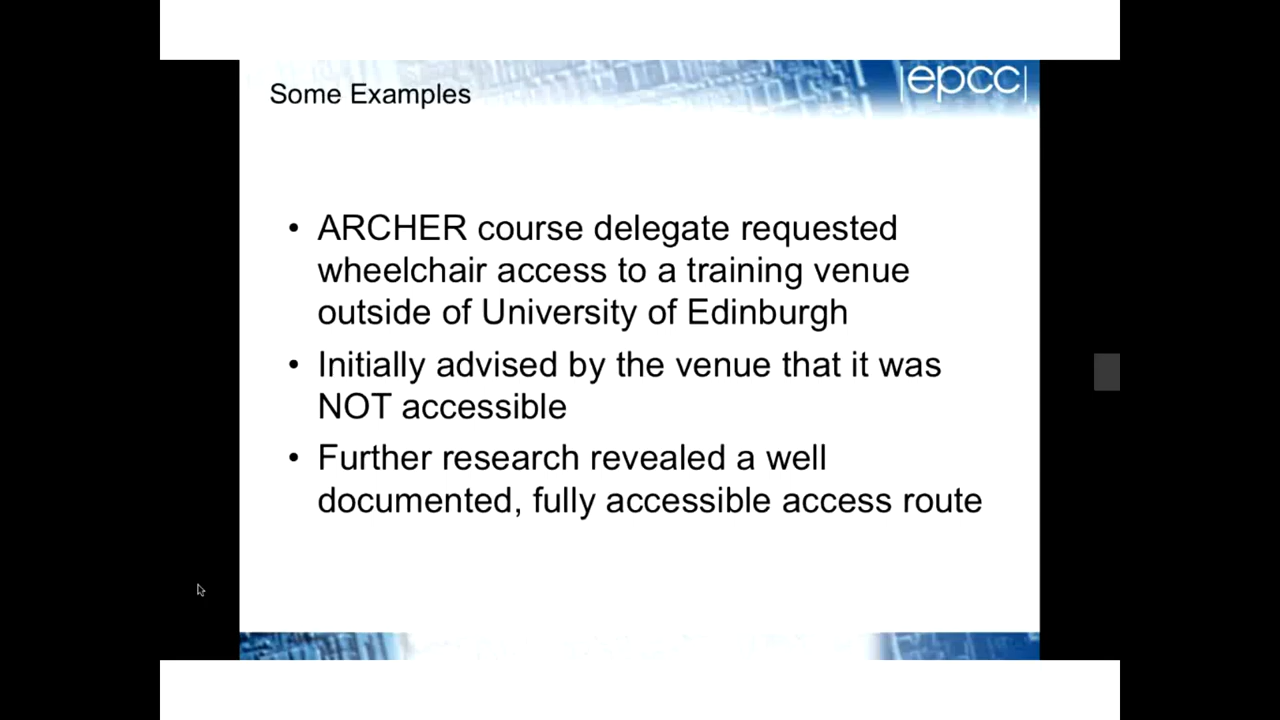 |epcc|
Some Examples
• ARCHER course delegate requested
wheelchair access to a training venue
outside of University of Edinburgh
• Initially advised by the venue that it was
NOT accessible
• Further research revealed a well
documented, fully accessible access route